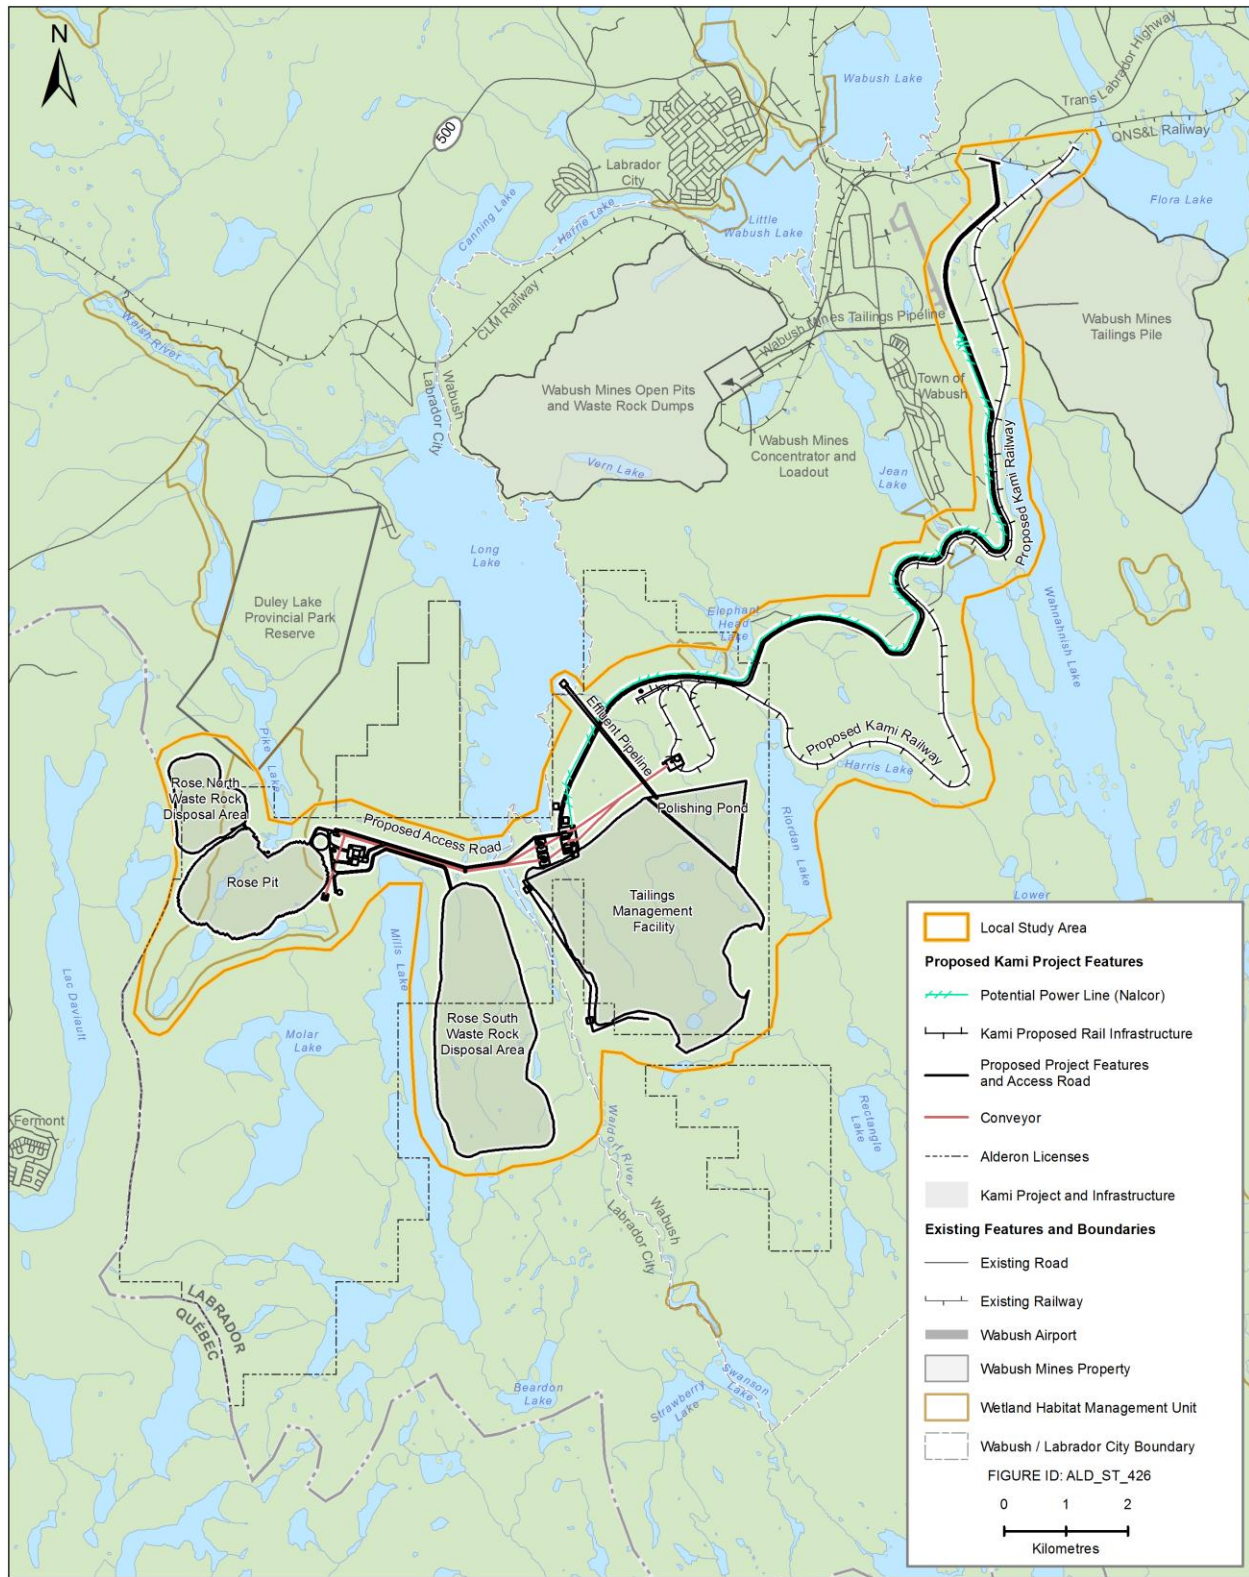 N
Wabush Lake
Trans Labrador Highway
QNS&L Railway
500
Labrador
City
Canning Lake
Harrie Lake
Little
Wabush Lake
Flora Lake
CLM Railway
Walsh River
Wabush Mines Tailings Pipeline
Wabush Mines
Tailings Pile
Wabush
Labrador City
Wabush Mines Open Pits
and Waste Rock Dumps
Town of
Wabush
Wabush Mines
Concentrator and
Loadout
Vern Lake
Jean
Lake
Proposed Kami Railway
Long
Lake
Duley Lake
Provincial Park
Reserve
Elephant
Head
Lake
Wahnahnish Lake
Effluent Pipeline
Pike Lake
Proposed Kami Railway
Harris Lake
Rose North
Waste Rock
Disposal Area
Polishing Pond
Proposed Access Road
Riordan Lake
Rose Pit
Tailings
Management
Facility
Lower
Mills Lake
Lac Daviault
Rose South
Waste Rock
Disposal Area
Molar
Lake
Fermont
Rectangle
Lake
Waldorf River
Wabush
Labrador City
LABRADOR
QUÉBEC
Swanson
Lake
Strawberry
Lake
Beardon
Lake
Local Study Area
Proposed Kami Project Features
Potential Power Line (Nalcor)
Kami Proposed Rail Infrastructure
Proposed Project Features
and Access Road
Conveyor
Alderon Licenses
Kami Project and Infrastructure
Existing Features and Boundaries
Existing Road
Existing Railway
Wabush Airport
Wabush Mines Property
Wetland Habitat Management Unit
Wabush / Labrador City Boundary
FIGURE ID: ALD_ST_426
0 1 2
Kilometres